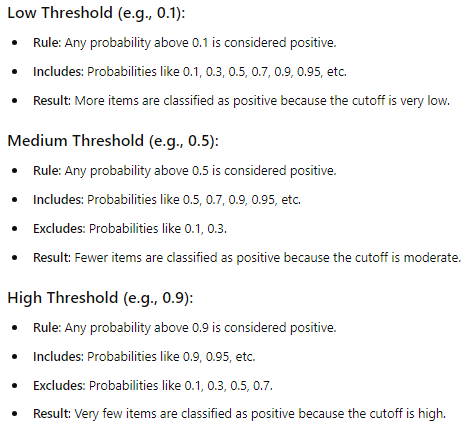 Low Threshold (e.g., 0.1):
• Rule: Any probability above 0.1 is considered positive.
• Includes: Probabilities like 0.1, 0.3, 0.5, 0.7, 0.9, 0.95, etc.
• Result: More items are classified as positive because the cutoff is very low.
Medium Threshold (e.g., 0.5):
• Rule: Any probability above 0.5 is considered positive.
• Includes: Probabilities like 0.5, 0.7, 0.9, 0.95, etc.
• Excludes: Probabilities like 0.1, 0.3.
• Result: Fewer items are classified as positive because the cutoff is moderate.
High Threshold (e.g., 0.9):
• Rule: Any probability above 0.9 is considered positive.
• Includes: Probabilities like 0.9, 0.95, etc.
• Excludes: Probabilities like 0.1, 0.3, 0.5, 0.7.
• Result: Very few items are classified as positive because the cutoff is high.